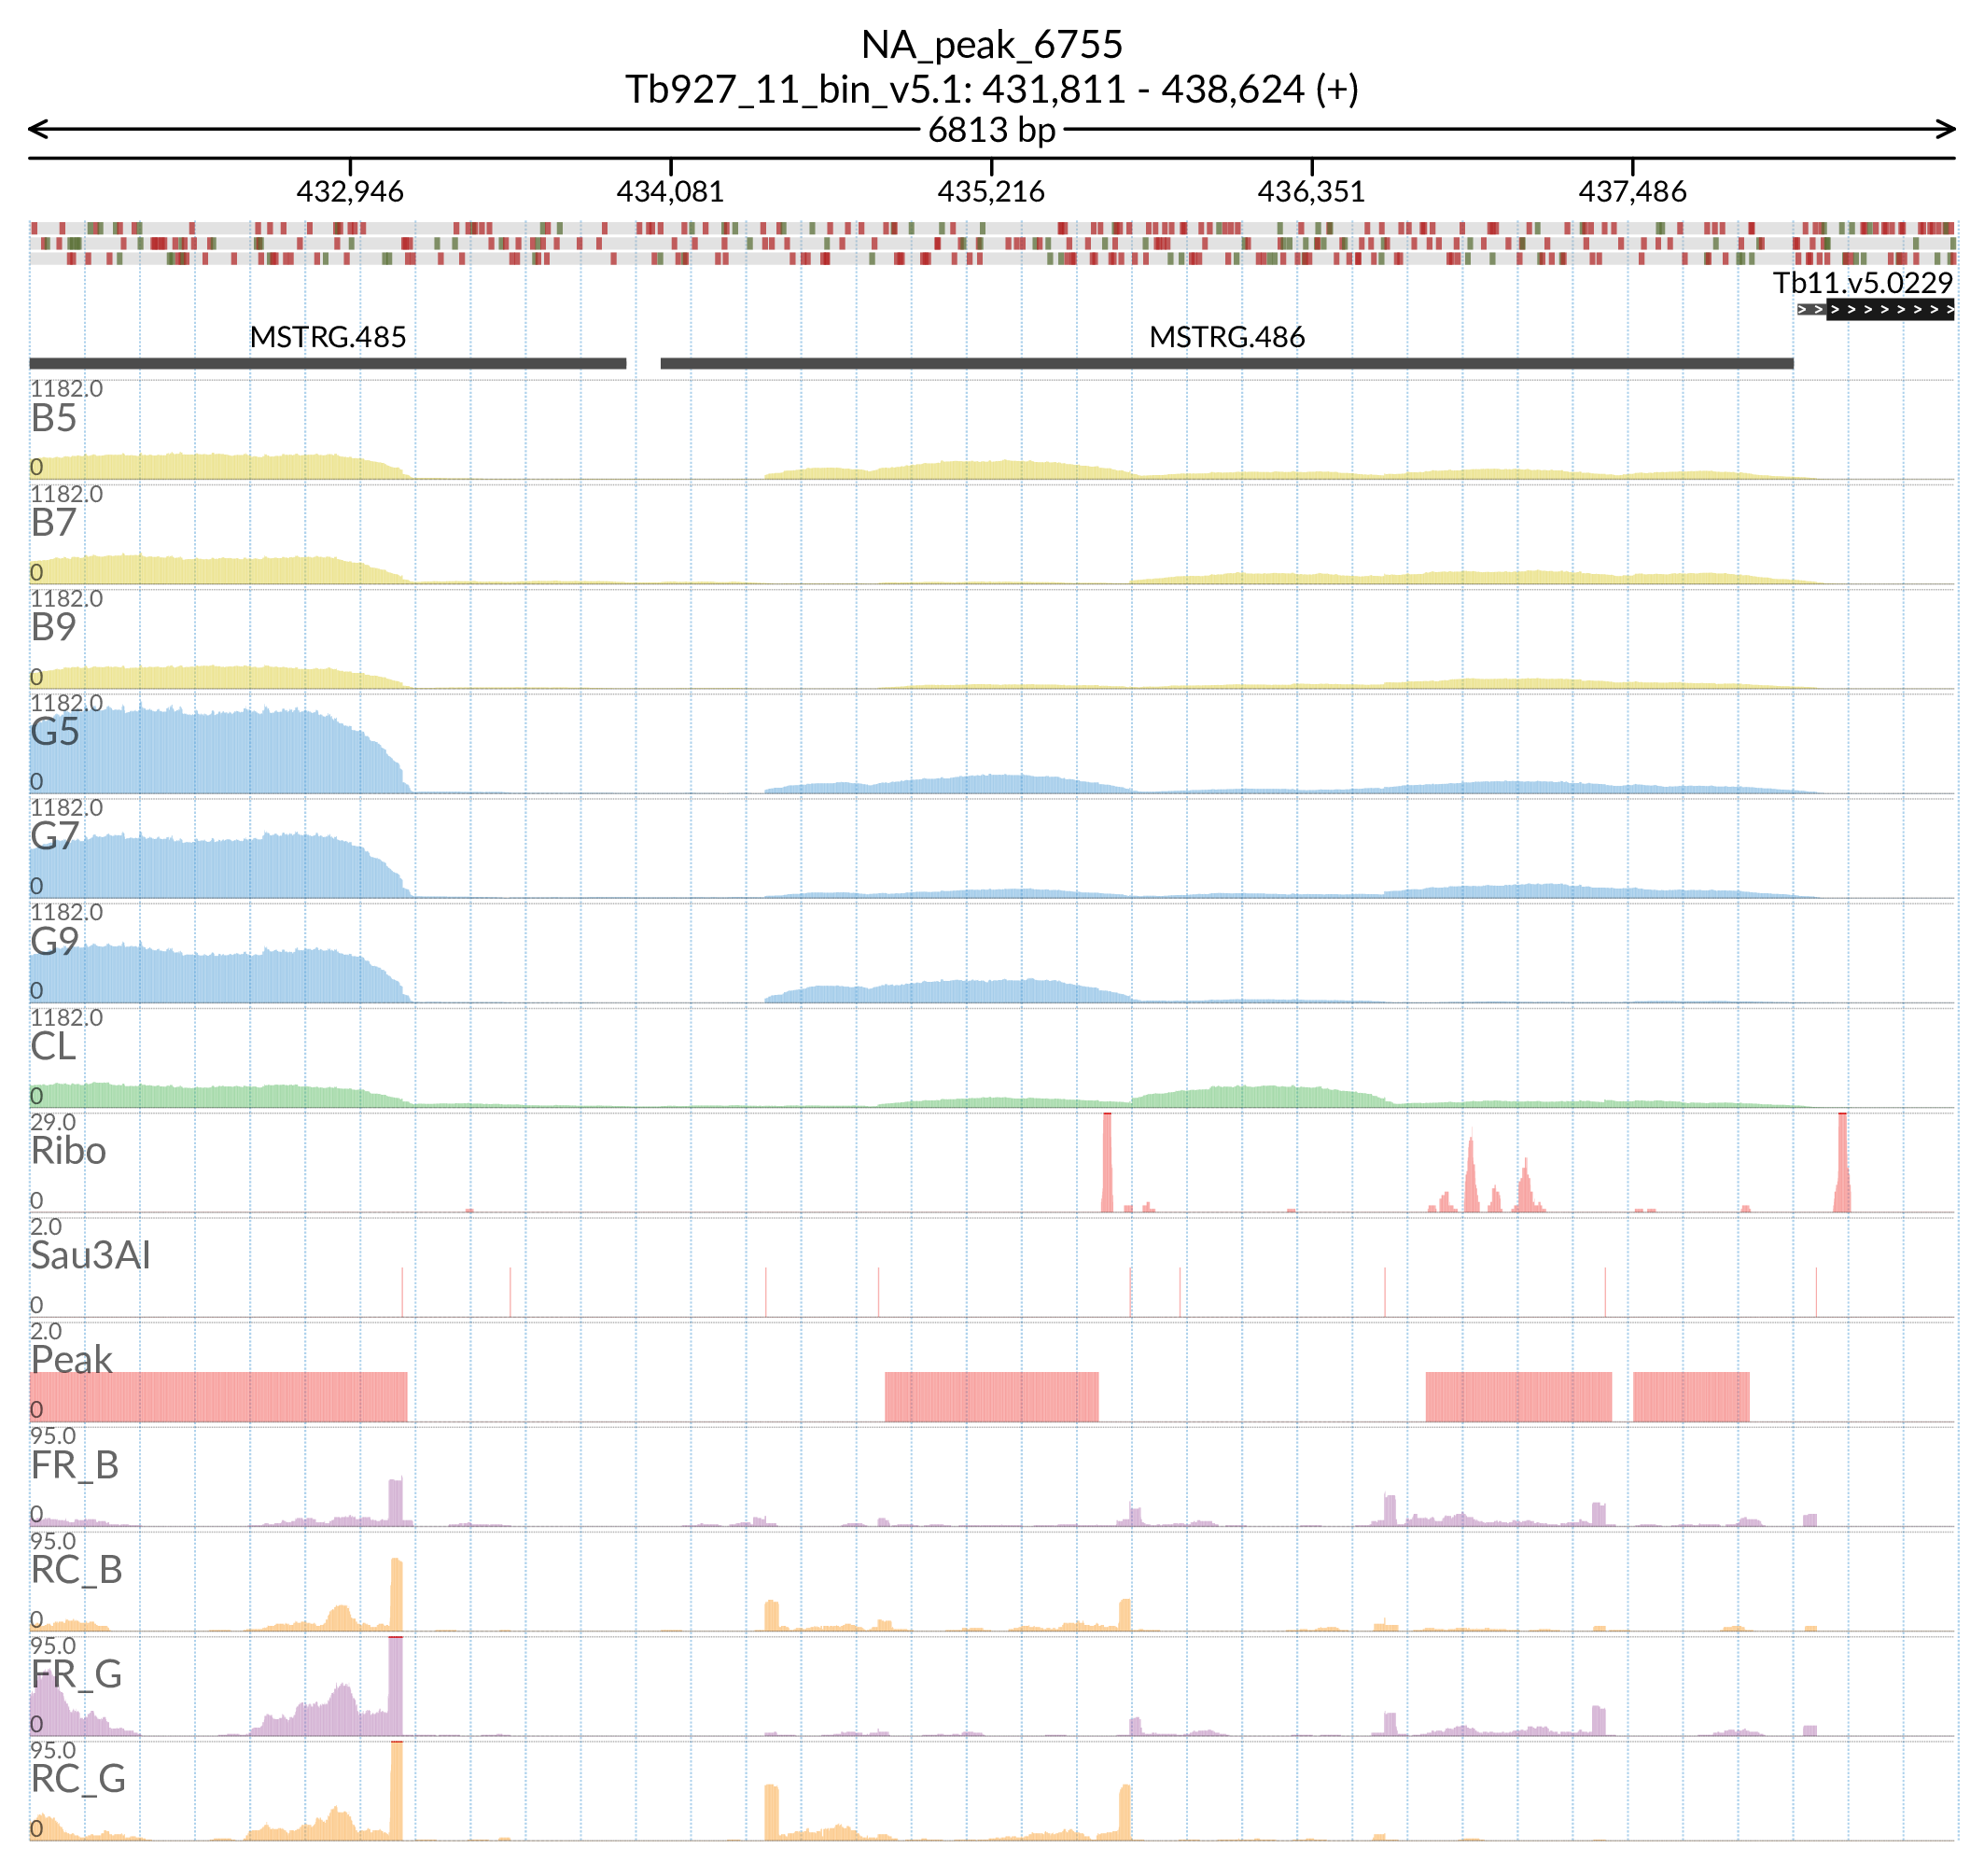 NA_peak_6755
Tb927_11_bin_v5.1: 431,811 - 438,624 (+)
6813 bp
432,946 434,081 435,216 436,351 437,486
Tb11.v5.0229
MSTRG.485 MSTRG.486
1182.0
B5
0
1182.0
B7
0
1182.0
B9
0
1182.0
G5
0
1182.0
G7
0
1182.0
G9
0
1182.0
CL
0
29.0
Ribo
0
2.0
Sau3AI
0
2.0
Peak
0
95.0
FR_B
0
95.0
RC_B
0
95.0
FR_G
0
95.0
RC_G
0